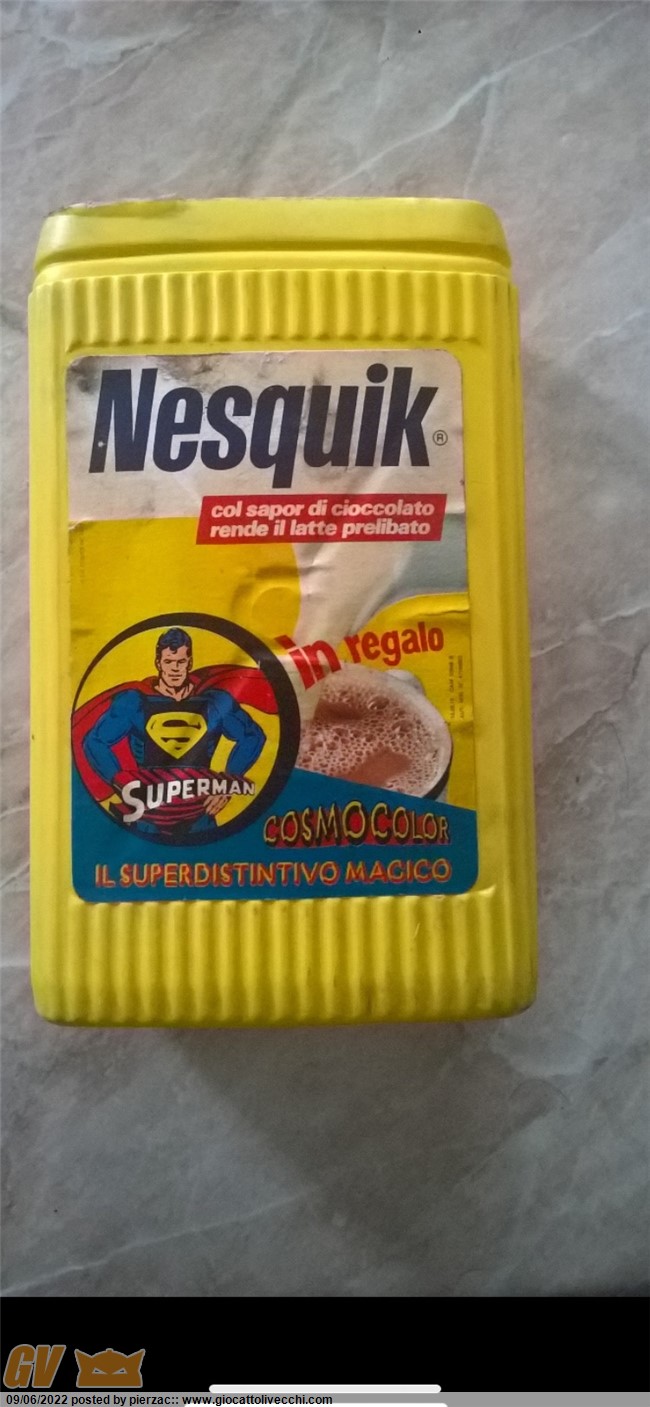 Nesquik®
col sapor di cioccolato
rende il latte prelibato
in regalo
SUPERMAN
COSMOCOLOR
IL SUPERDISTINTIVO MAGICO
GV
09/06/2022 posted by pierzac:: www.giocattolivecchi.com